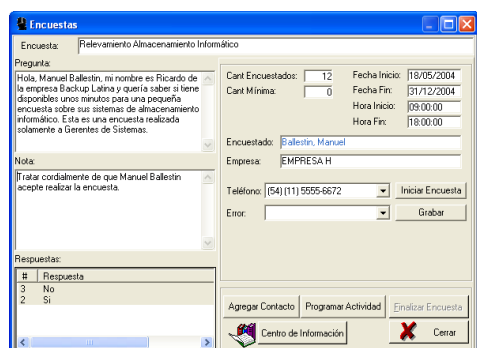 Encuestas
Encuesta: Relevamiento Almacenamiento Informático
Pregunta:
Hola, Manuel Ballestin, mi nombre es Ricardo de
la empresa Backup Latina y quería saber si tiene
disponibles unos minutos para una pequeña
encuesta sobre sus sistemas de almacenamiento
informático. Esta es una encuesta realizada
solamente a Gerentes de Sistemas.
Nota:
Tratar cordialmente de que Manuel Ballestin
acepte realizar la encuesta.
Respuestas:
# Respuesta
3 No
2 Si
Cant Encuestados: 12 Fecha Inicio: 18/05/2004
Cant Mínima: 0 Fecha Fin: 31/12/2004
Hora Inicio: 09:00:00
Hora Fin: 18:00:00
Encuestado: Ballestin, Manuel
Empresa: EMPRESA H
Teléfono: (54) (11) 5555-6672 Iniciar Encuesta
Error: Grabar
Agregar Contacto Programar Actividad Finalizar Encuesta
Centro de Información Cerrar